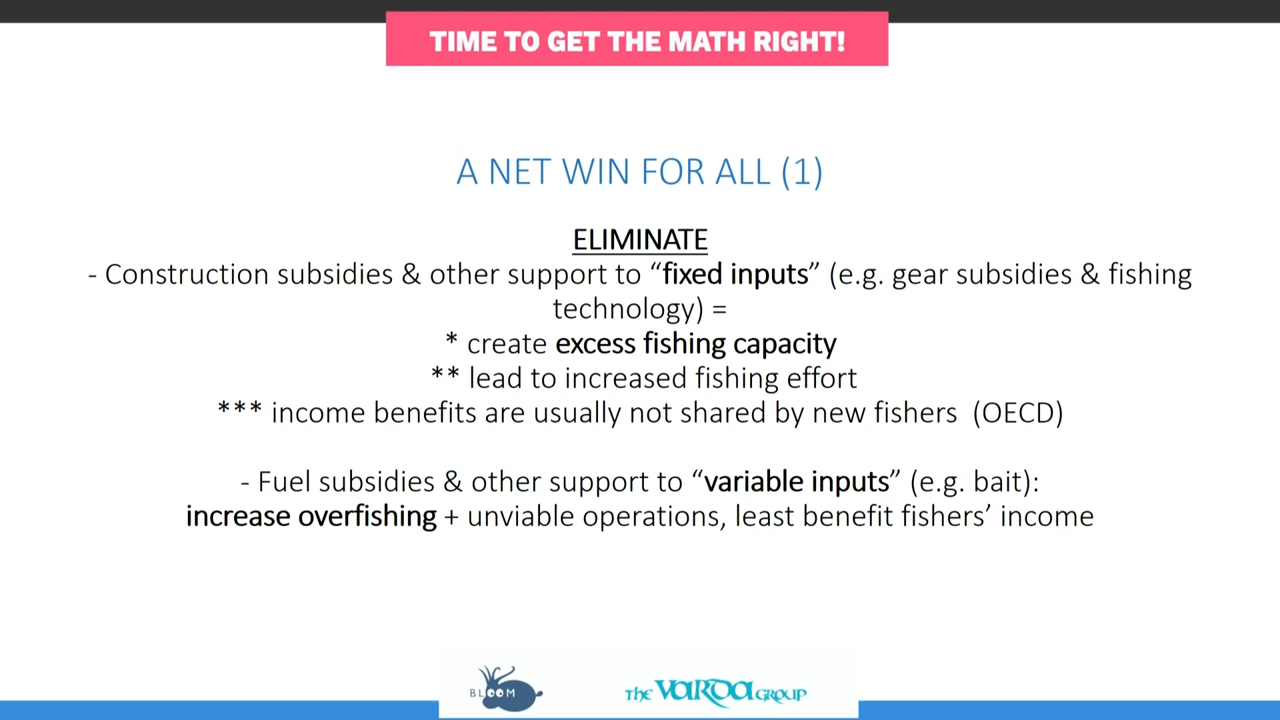 TIME TO GET THE MATH RIGHT!
A NET WIN FOR ALL (1)
ELIMINATE
- Construction subsidies & other support to “fixed inputs” (e.g. gear subsidies & fishing
technology) =
* create excess fishing capacity
** lead to increased fishing effort
*** income benefits are usually not shared by new fishers (OECD)
- Fuel subsidies & other support to “variable inputs” (e.g. bait):
increase overfishing + unviable operations, least benefit fishers’ income
BLOOM
THE VARDA GROUP